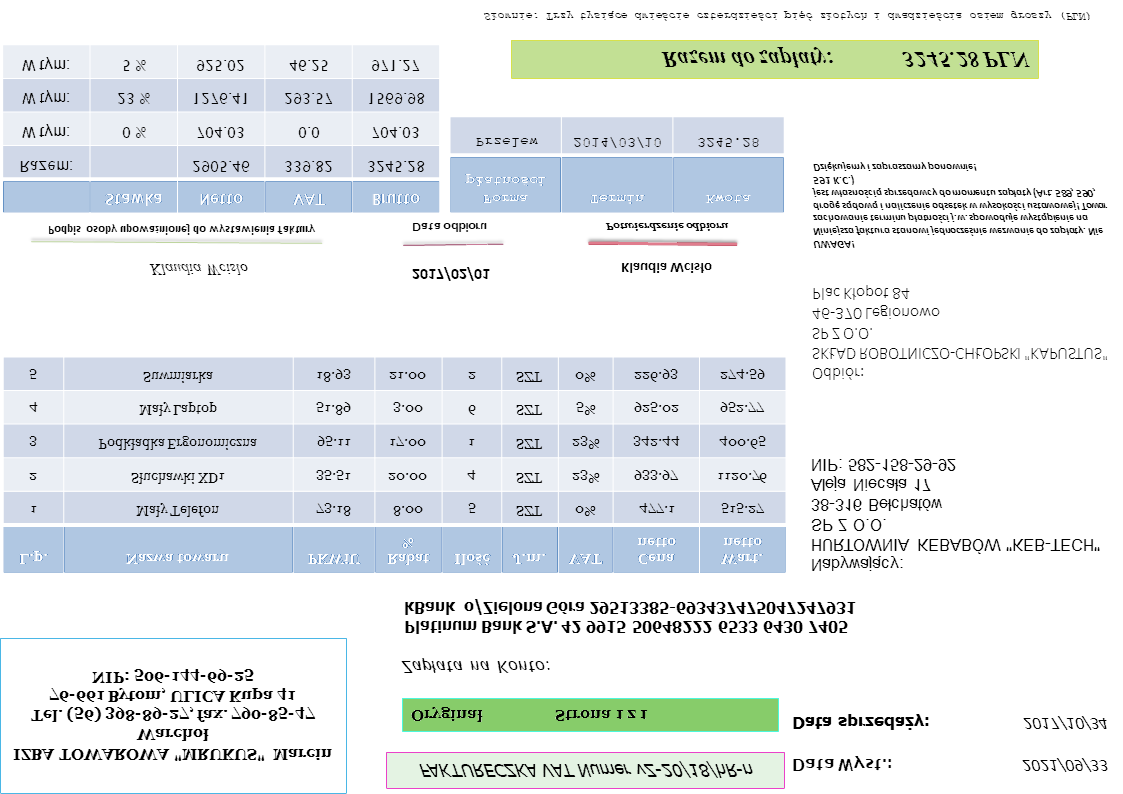 FAKTURECZKA VAT Numer vZ-20/18/hR-n
Data Wyst.: 2021/09/33
IZBA TOWAROWA "MRUKUS" Marcin
Warchoł
Tel. (56) 398-89-27, fax. 790-85-47
76-661 Bytom, ULICA Kupa 41
NIP: 506-144-69-25
Oryginał Strona 1 z 1
Data sprzedaży: 2017/10/34
Zapłata na Konto:
Platinum Bank S.A. 42 9915 50648222 6533 6430 7405
kBank o/Zielona Góra 29513385-693437475047247931
Nabywający:
HURTOWNIA KEBABÓW "KEB-TECH"
SP Z O.O.
38-316 Bełchatów
Aleja Niecała 17
NIP: 582-158-29-92
L.p. Nazwa towaru PKWiU Rabat % Ilość J.m. VAT Cena netto Wart. netto
1 Mały Telefon 73.18 8.00 5 SZT 0% 477.1 515.27
2 Słuchawki XD1 35.51 20.00 4 SZT 23% 933.97 1120.76
3 Podkładka Ergonomiczna 95.11 17.00 1 SZT 23% 342.44 400.65
4 Mały Laptop 51.89 3.00 6 SZT 5% 925.02 952.77
5 Suwmiarka 18.93 21.00 2 SZT 0% 226.93 274.59
Odbiór:
SKŁAD ROBOTNICZO-CHŁOPSKI "KAPUSTUS"
SP Z O.O.
46-370 Legionowo
Plac Kłopot 84
Klaudia Wcisło
Podpis osoby upoważnionej do wystawienia faktury
2017/02/01
Data odbioru
Klaudia Wcisło
Potwierdzenie odbioru
UWAGA!
Niniejsza faktura stanowi jednocześnie wezwanie do zapłaty. Nie
zachowanie terminu płatności j.w. spowoduje wystąpienie na
drogę sądową i naliczenie odsetek w wysokości ustawowej! Towar
jest własnością sprzedawcy do momentu zapłaty (Art. 589, 590,
591 K.C.)
Dziękujemy i zapraszamy ponownie!
Stawka Netto VAT Brutto
Razem: 2905.46 339.82 3245.28
W tym: 0 % 704.03 0.0 704.03
W tym: 23 % 1276.41 293.57 1569.98
W tym: 5 % 925.02 46.25 971.27
Forma płatności Termin Kwota
Przelew 2014/03/10 3245.28
Razem do zapłaty: 3245.28 PLN
Słownie: Trzy tysiące dwieście czterdzieści pięć złotych i dwadzieścia osiem groszy (PLN)